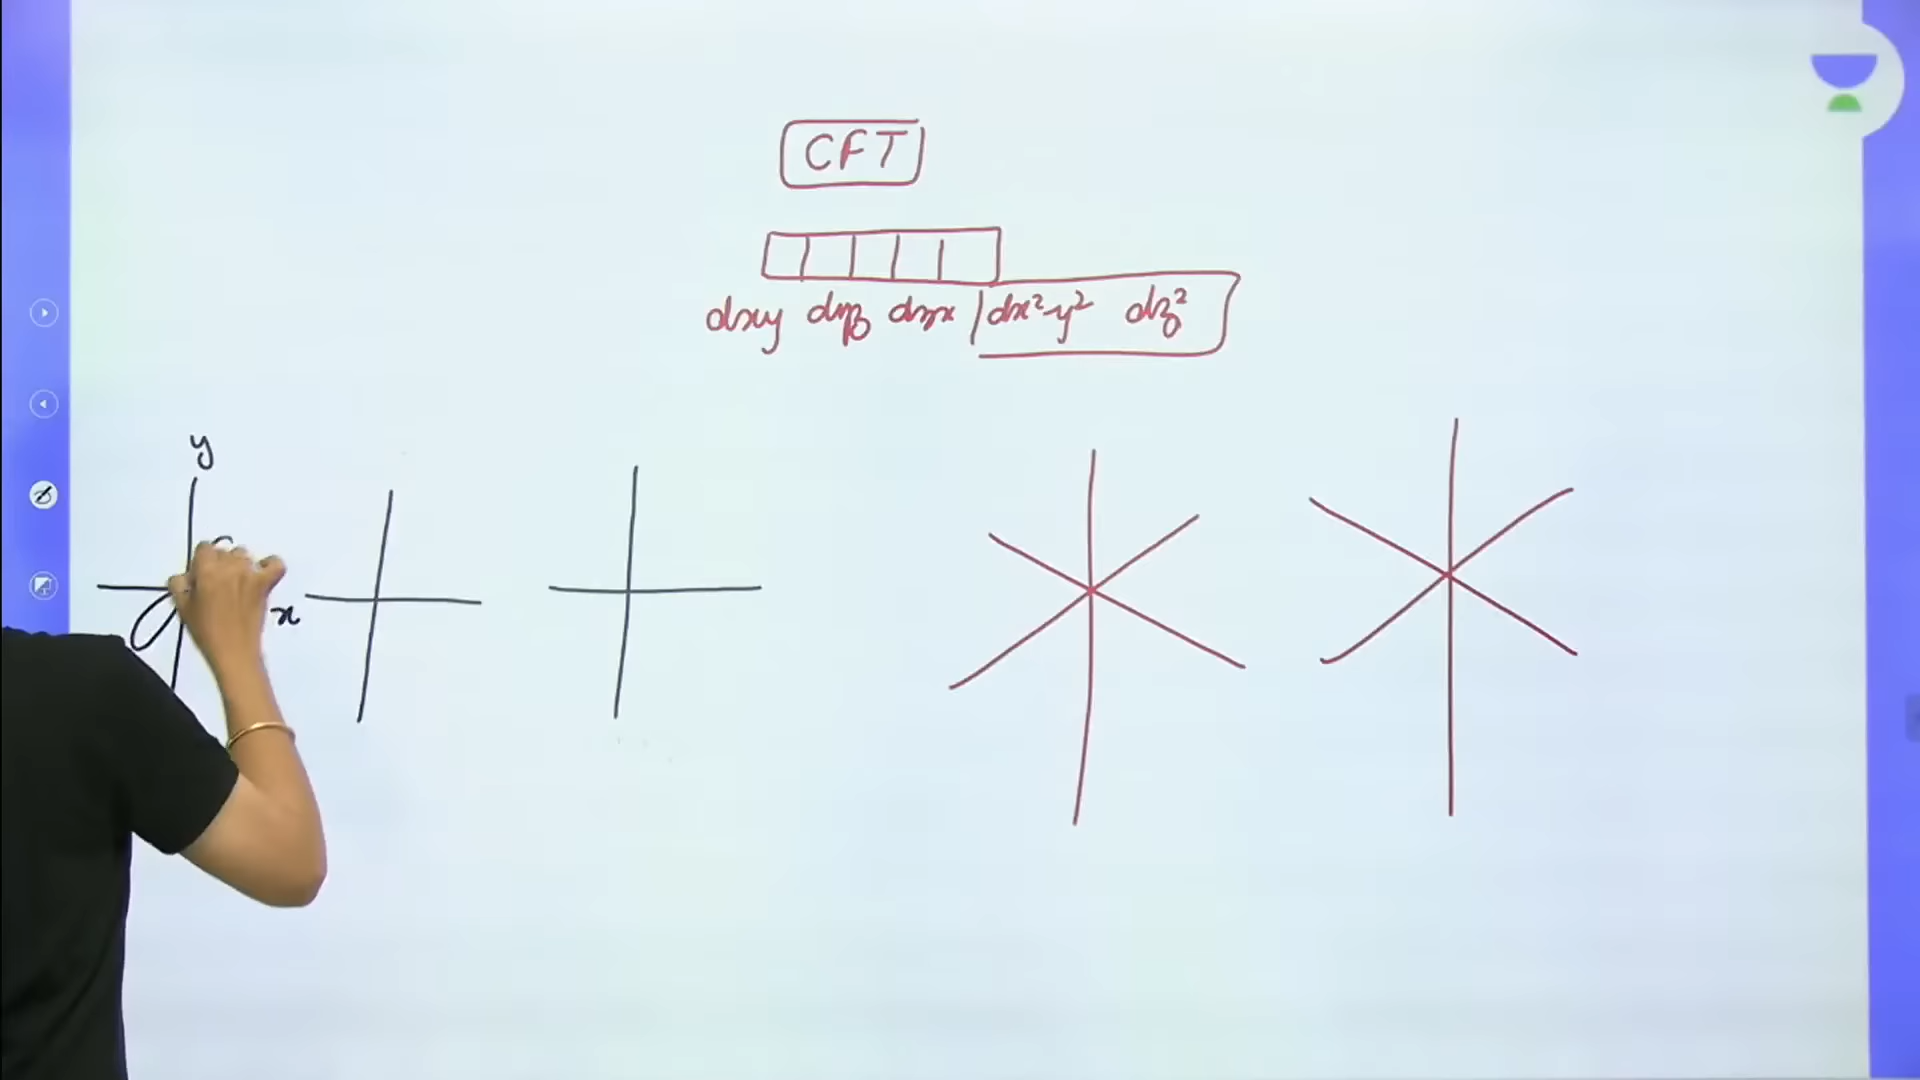 CFT
dxy dyz dzx | dx²-y² dz²
y
x